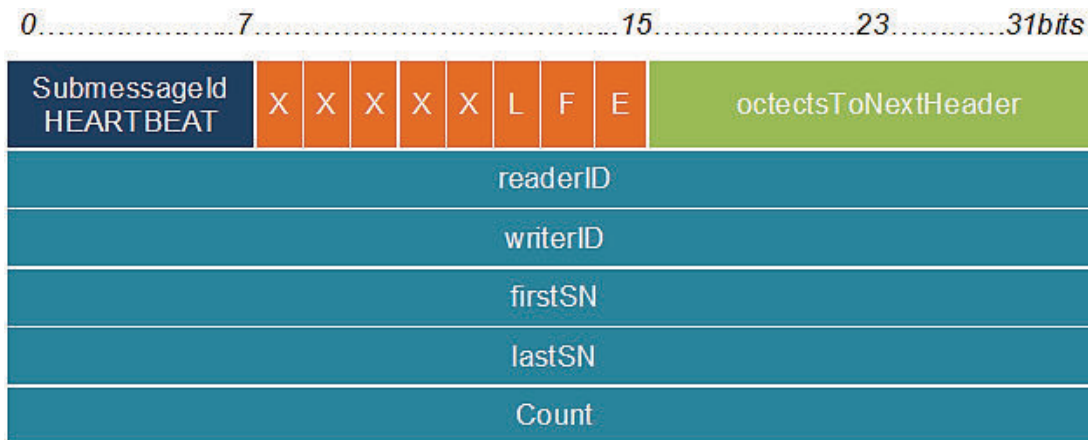 0......................7.......................................15.......................23............31bits
SubmessageId
HEARTBEAT
X X X X X L F E
octectsToNextHeader
readerID
writerID
firstSN
lastSN
Count